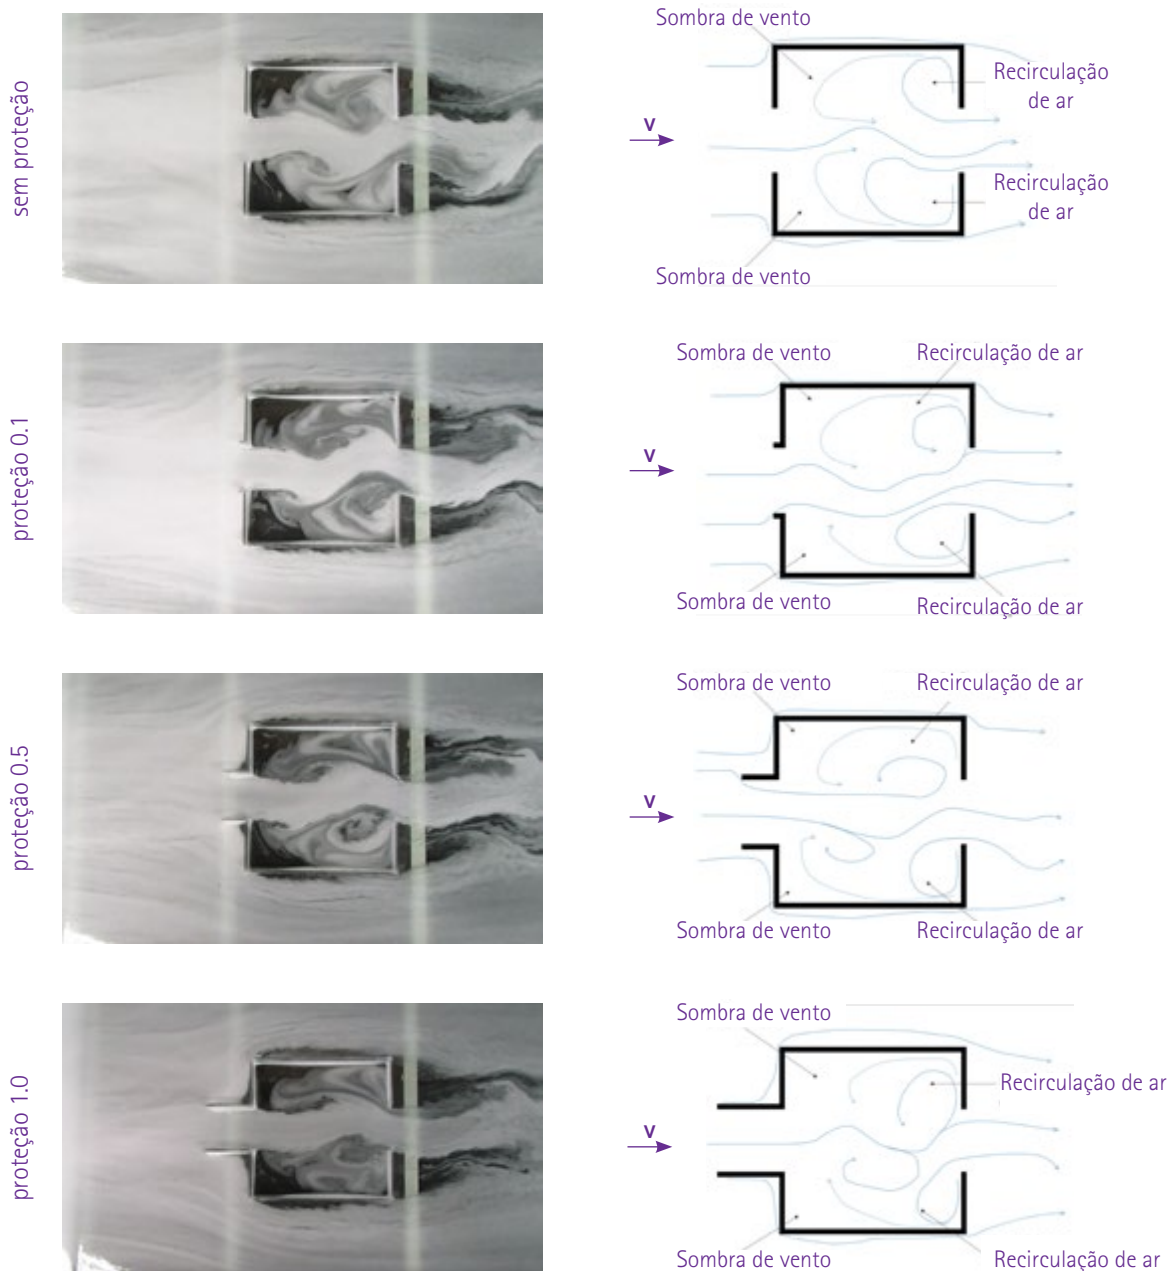 sem proteção
Sombra de vento
Recirculação
de ar
V
Recirculação
de ar
Sombra de vento
proteção 0.1
Sombra de vento
Recirculação de ar
V
Sombra de vento
Recirculação de ar
proteção 0.5
Sombra de vento
Recirculação de ar
V
Sombra de vento
Recirculação de ar
proteção 1.0
Sombra de vento
Recirculação de ar
V
Sombra de vento
Recirculação de ar